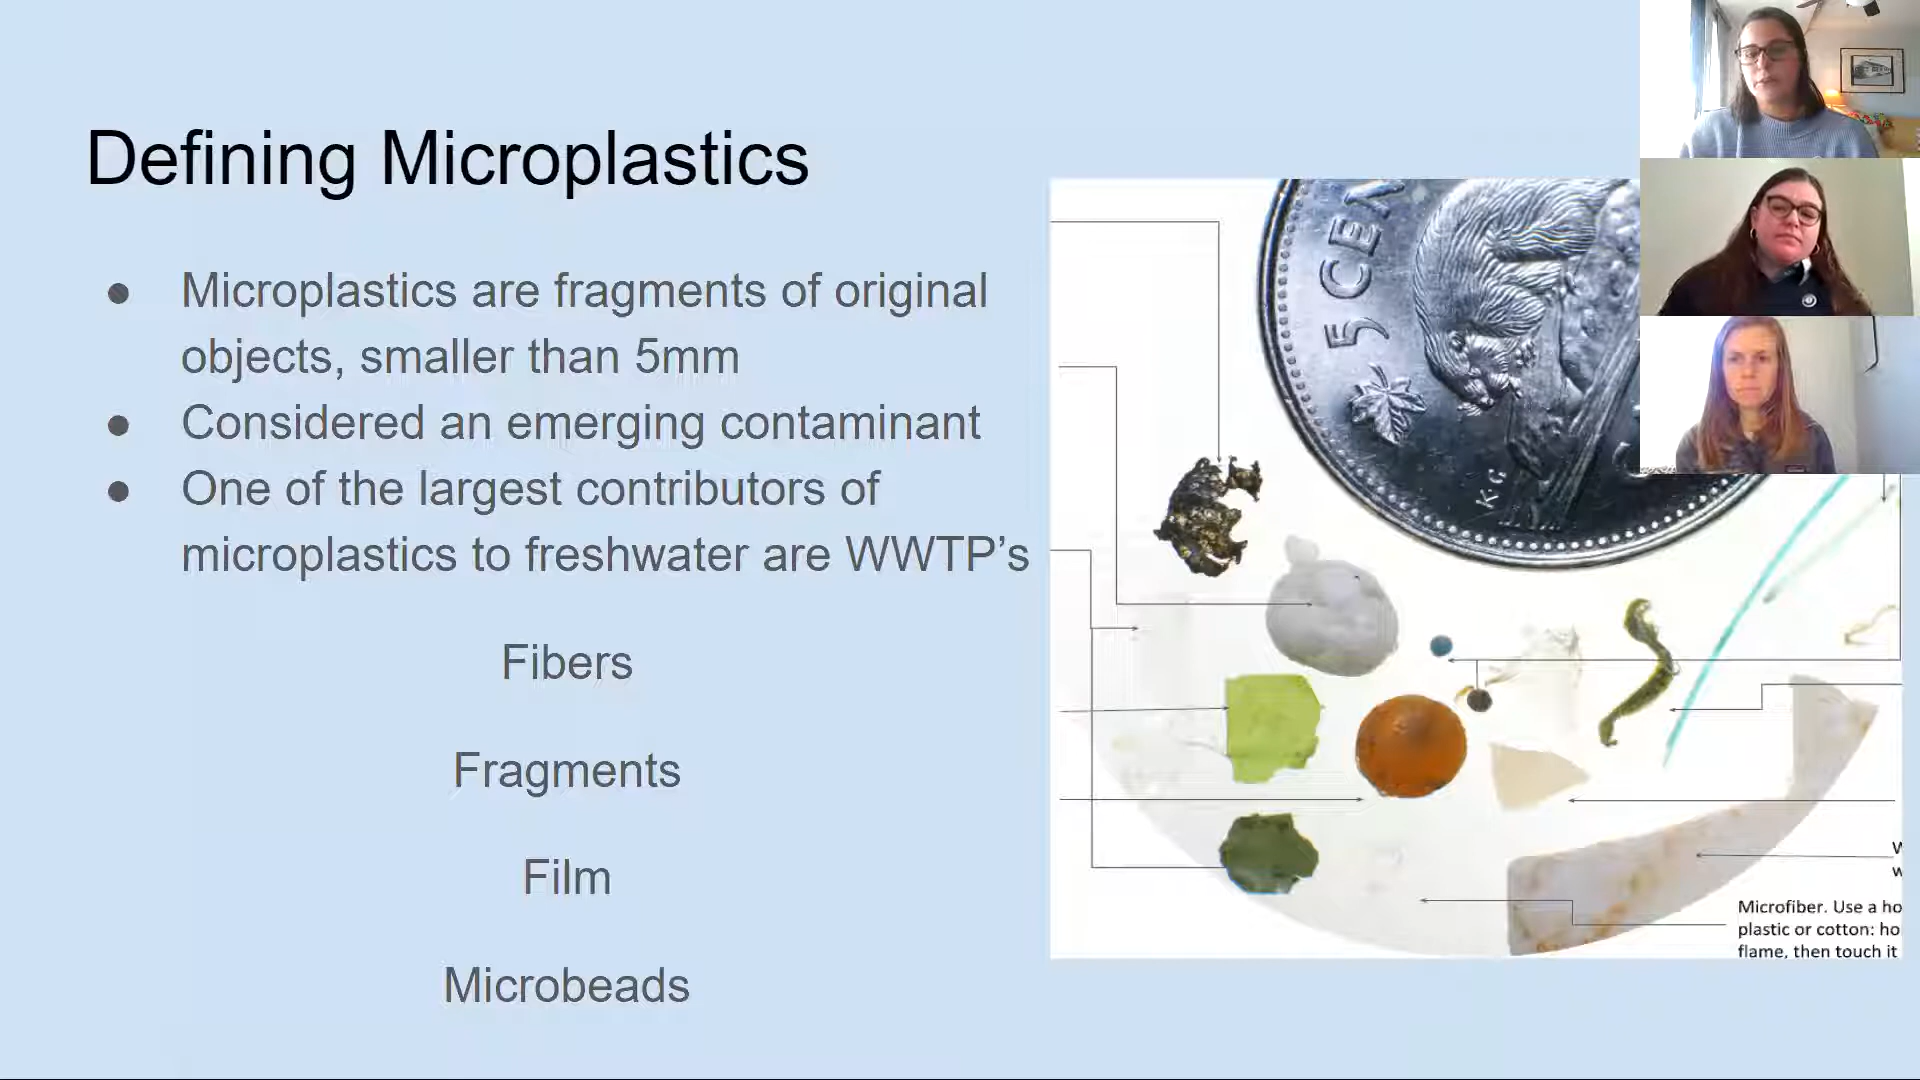 Defining Microplastics
● Microplastics are fragments of original
objects, smaller than 5mm
● Considered an emerging contaminant
● One of the largest contributors of
microplastics to freshwater are WWTP’s
Fibers
Fragments
Film
Microbeads
5 CEN
KG
Microfiber. Use a ho
plastic or cotton: ho
flame, then touch it